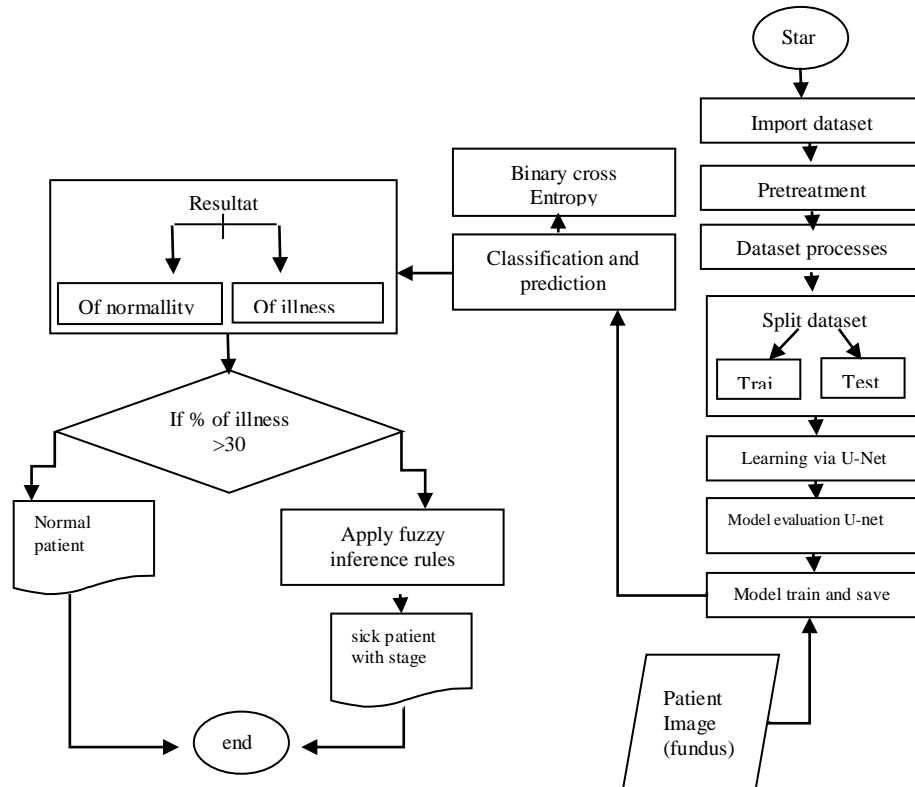 Star
Import dataset
Pretreatment
Dataset processes
Split dataset
Trai
Test
Learning via U-Net
Model evaluation U-net
Model train and save
Patient
Image
(fundus)
Binary cross
Entropy
Classification and
prediction
Resultat
Of normallity
Of illness
If % of illness
>30
Normal
patient
Apply fuzzy
inference rules
sick patient
with stage
end